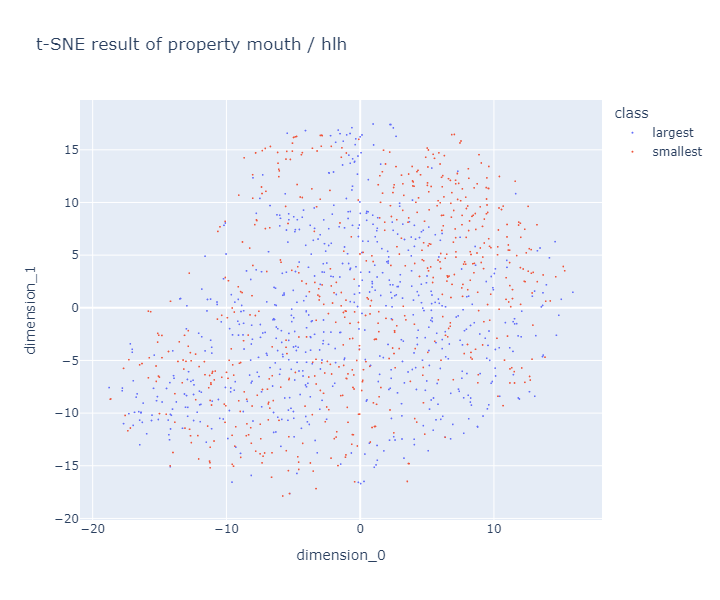 t-SNE result of property mouth / hlh
class
largest
smallest
15
10
5
0
−5
−10
−15
−20
dimension_1
−20
−10
0
10
dimension_0